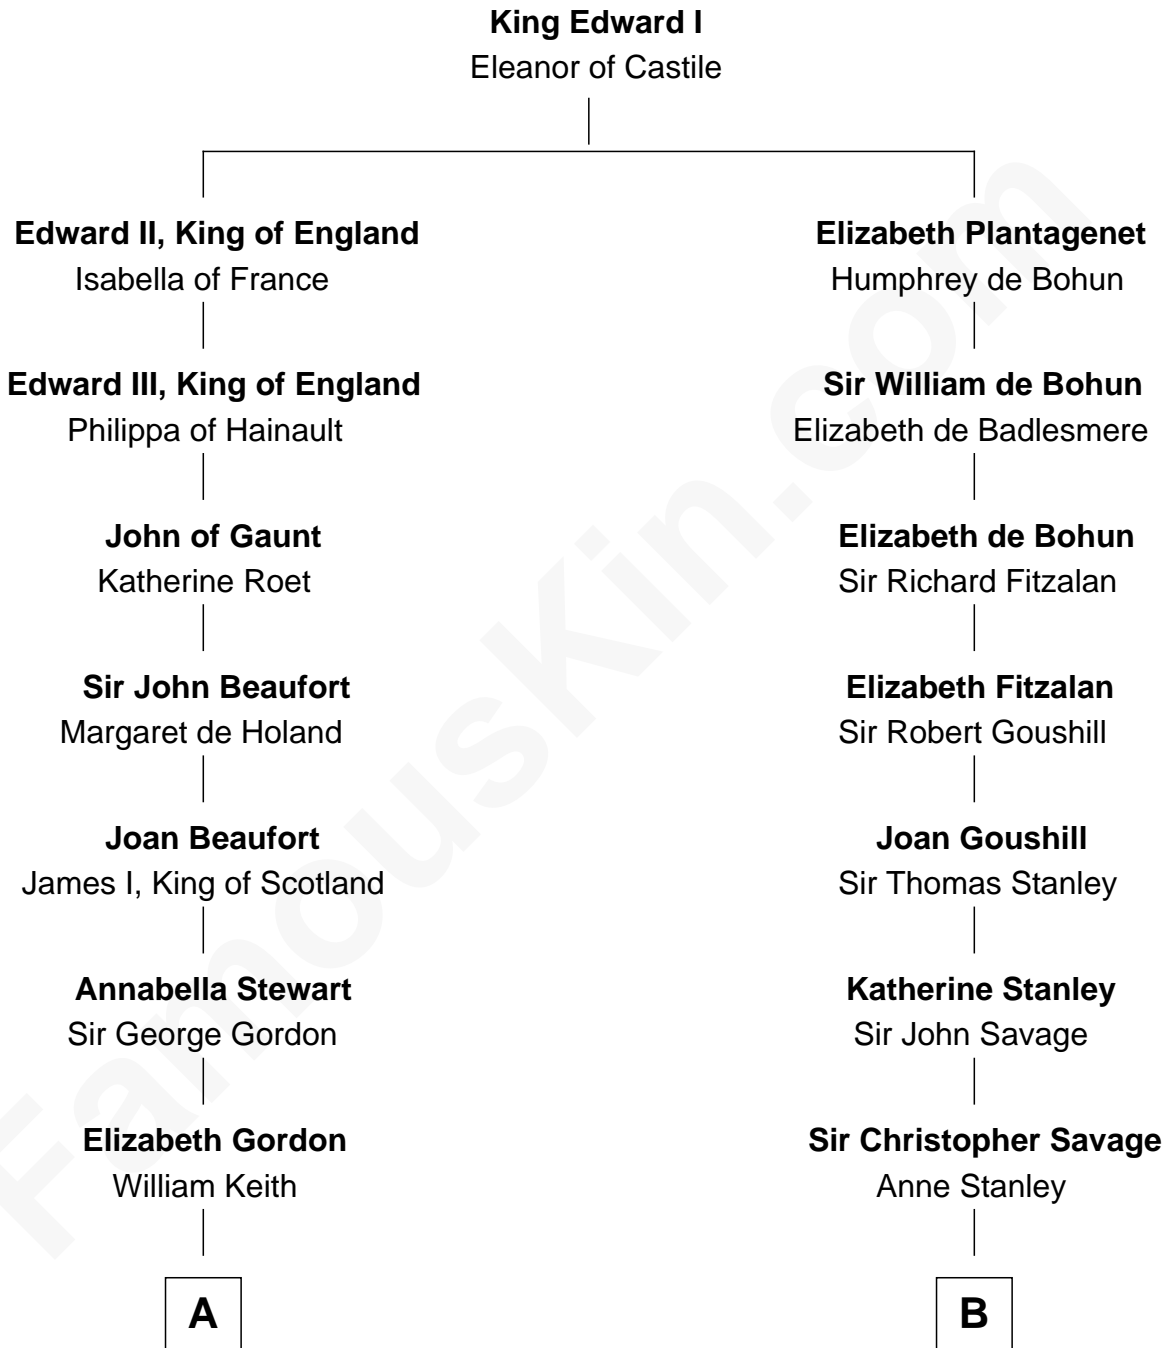 King Edward I
Eleanor of Castile
Edward II, King of England
Isabella of France
Elizabeth Plantagenet
Humphrey de Bohun
Edward III, King of England
Philippa of Hainault
Sir William de Bohun
Elizabeth de Badlesmere
John of Gaunt
Katherine Roet
Elizabeth de Bohun
Sir Richard Fitzalan
Sir John Beaufort
Margaret de Holand
Elizabeth Fitzalan
Sir Robert Goushill
Joan Beaufort
James I, King of Scotland
Joan Goushill
Sir Thomas Stanley
Annabella Stewart
Sir George Gordon
Katherine Stanley
Sir John Savage
Elizabeth Gordon
William Keith
Sir Christopher Savage
Anne Stanley
A
B
FamousKin.com